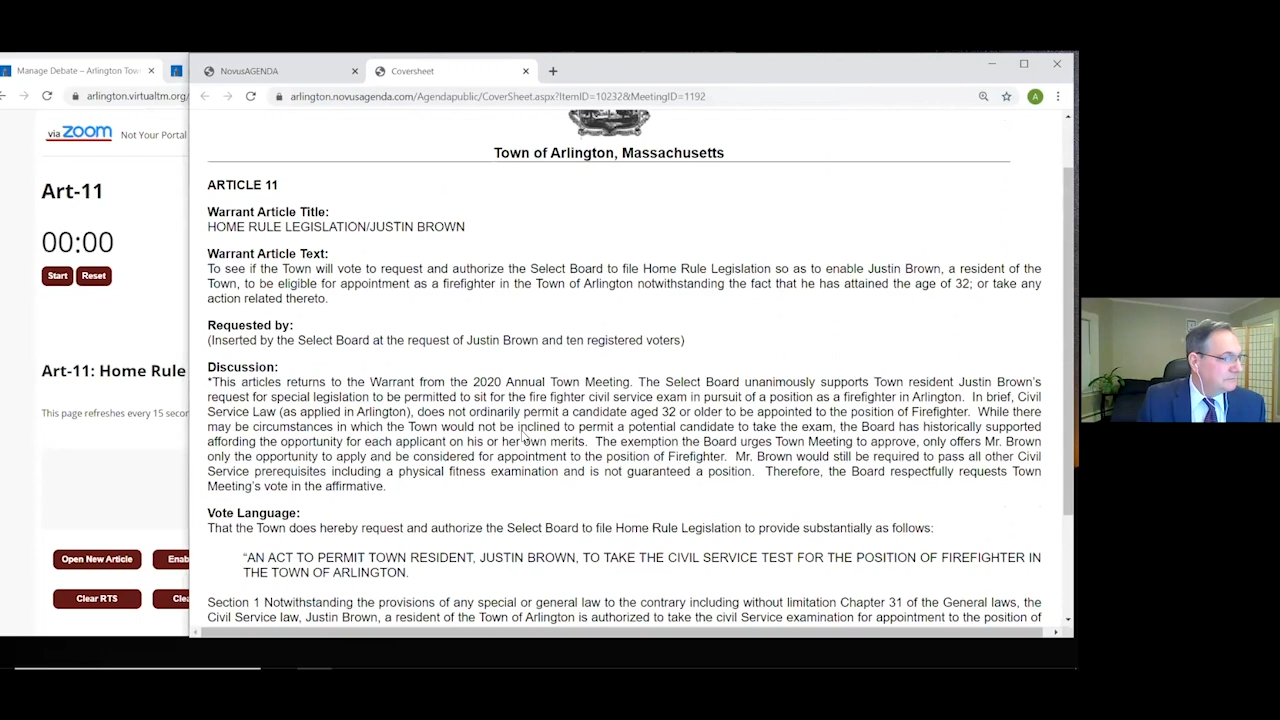 Manage Debate – Arlington Tow
NovusAGENDA
Coversheet
arlington.virtualtm.org/
arlington.novusagenda.com/Agendapublic/CoverSheet.aspx?ItemID=10232&MeetingID=1192
A
via zoom Not Your Portal
Art-11
00:00
Start Reset
Art-11: Home Rule
This page refreshes every 15 secor
Open New Article Enab
Clear RTS Cle
Town of Arlington, Massachusetts
ARTICLE 11
Warrant Article Title:
HOME RULE LEGISLATION/JUSTIN BROWN
Warrant Article Text:
To see if the Town will vote to request and authorize the Select Board to file Home Rule Legislation so as to enable Justin Brown, a resident of the
Town, to be eligible for appointment as a firefighter in the Town of Arlington notwithstanding the fact that he has attained the age of 32; or take any
action related thereto.
Requested by:
(Inserted by the Select Board at the request of Justin Brown and ten registered voters)
Discussion:
*This articles returns to the Warrant from the 2020 Annual Town Meeting. The Select Board unanimously supports Town resident Justin Brown's
request for special legislation to be permitted to sit for the fire fighter civil service exam in pursuit of a position as a firefighter in Arlington. In brief, Civil
Service Law (as applied in Arlington), does not ordinarily permit a candidate aged 32 or older to be appointed to the position of Firefighter. While there
may be circumstances in which the Town would not be inclined to permit a potential candidate to take the exam, the Board has historically supported
affording the opportunity for each applicant on his or her own merits. The exemption the Board urges Town Meeting to approve, only offers Mr. Brown
only the opportunity to apply and be considered for appointment to the position of Firefighter. Mr. Brown would still be required to pass all other Civil
Service prerequisites including a physical fitness examination and is not guaranteed a position. Therefore, the Board respectfully requests Town
Meeting's vote in the affirmative.
Vote Language:
That the Town does hereby request and authorize the Select Board to file Home Rule Legislation to provide substantially as follows:
"AN ACT TO PERMIT TOWN RESIDENT, JUSTIN BROWN, TO TAKE THE CIVIL SERVICE TEST FOR THE POSITION OF FIREFIGHTER IN
THE TOWN OF ARLINGTON.
Section 1 Notwithstanding the provisions of any special or general law to the contrary including without limitation Chapter 31 of the General laws, the
Civil Service law, Justin Brown, a resident of the Town of Arlington is authorized to take the civil Service examination for appointment to the position of